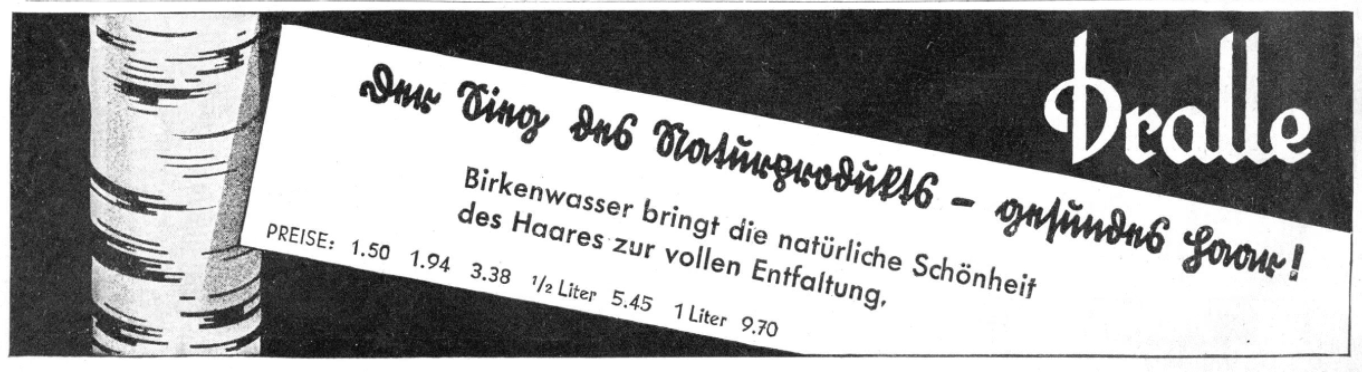 Dralle
Der Sieg des Naturprodukts – gesundes Haar!
Birkenwasser bringt die natürliche Schönheit
des Haares zur vollen Entfaltung.
PREISE: 1.50 1.94 3.38 1/2 Liter 5.45 1 Liter 9.70